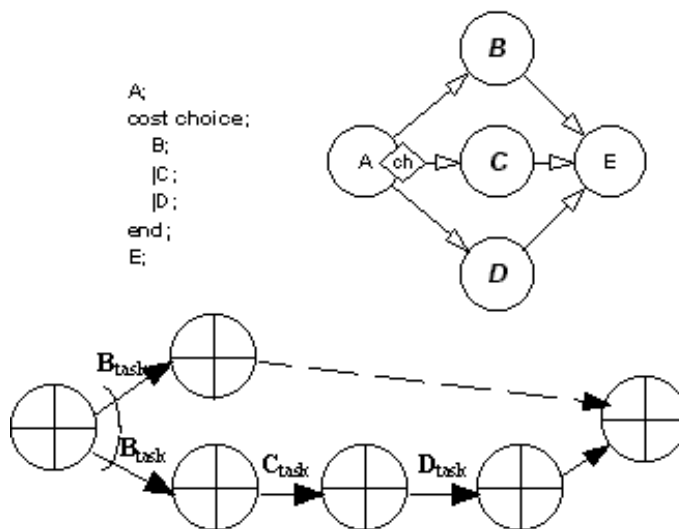 A;
cost choice;
B;
|C;
|D;
end;
E;
B
A
ch
C
E
D
Btask
Btask
Ctask
Dtask